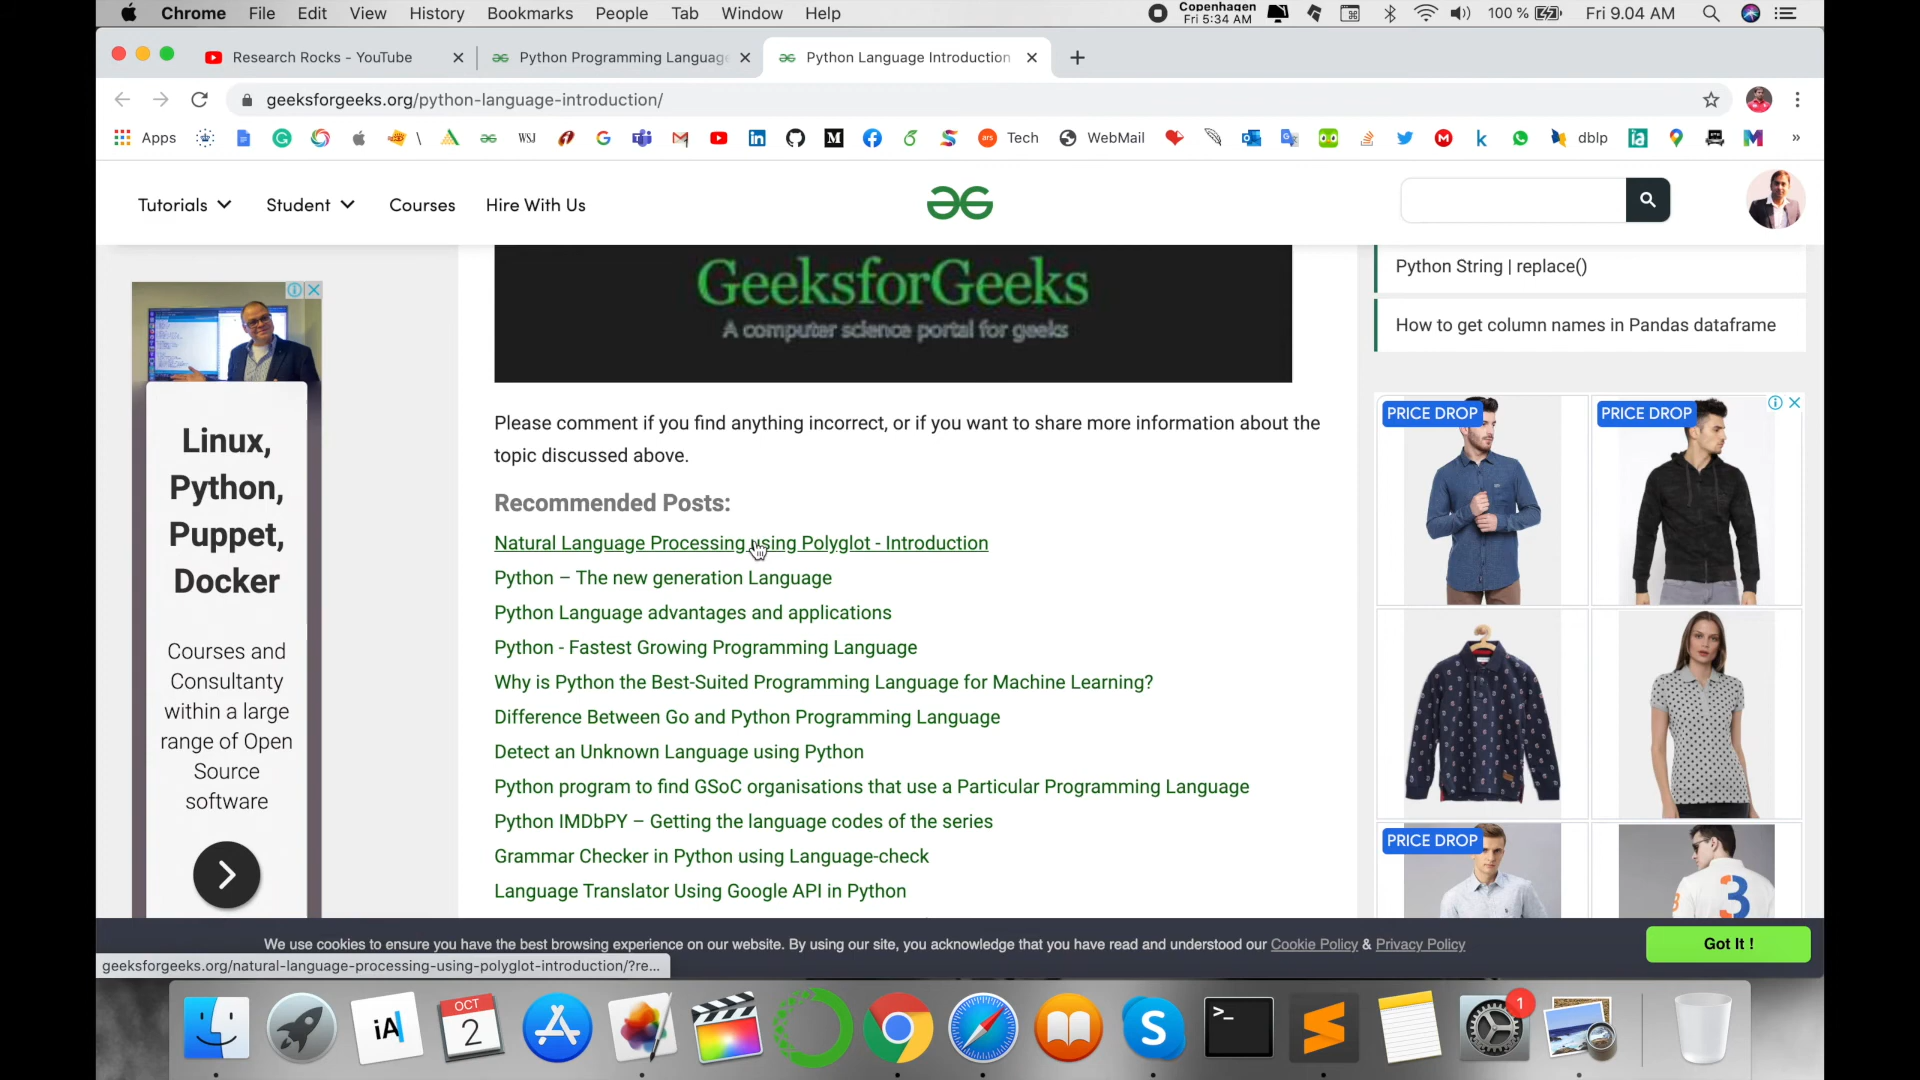 Chrome File Edit View History Bookmarks People Tab Window Help
Copenhagen
Fri 5:34 AM
100 %
Fri 9.04 AM
Research Rocks - YouTube
Python Programming Languag
Python Language Introduction
geeksforgeeks.org/python-language-introduction/
Apps
\
WSJ
ars Tech
WebMail
dblp
Tutorials Student Courses Hire With Us
GeeksforGeeks
A computer science portal for geeks
Please comment if you find anything incorrect, or if you want to share more information about the
topic discussed above.
Recommended Posts:
Natural Language Processing using Polyglot - Introduction
Python – The new generation Language
Python Language advantages and applications
Python - Fastest Growing Programming Language
Why is Python the Best-Suited Programming Language for Machine Learning?
Difference Between Go and Python Programming Language
Detect an Unknown Language using Python
Python program to find GSoC organisations that use a Particular Programming Language
Python IMDbPY – Getting the language codes of the series
Grammar Checker in Python using Language-check
Language Translator Using Google API in Python
Linux,
Python,
Puppet,
Docker
Courses and
Consultanty
within a large
range of Open
Source
software
Python String | replace()
How to get column names in Pandas dataframe
PRICE DROP
PRICE DROP
PRICE DROP
3
We use cookies to ensure you have the best browsing experience on our website. By using our site, you acknowledge that you have read and understood our Cookie Policy & Privacy Policy
Got It !
geeksforgeeks.org/natural-language-processing-using-polyglot-introduction/?re...
iA
OCT
2
S
>_
1